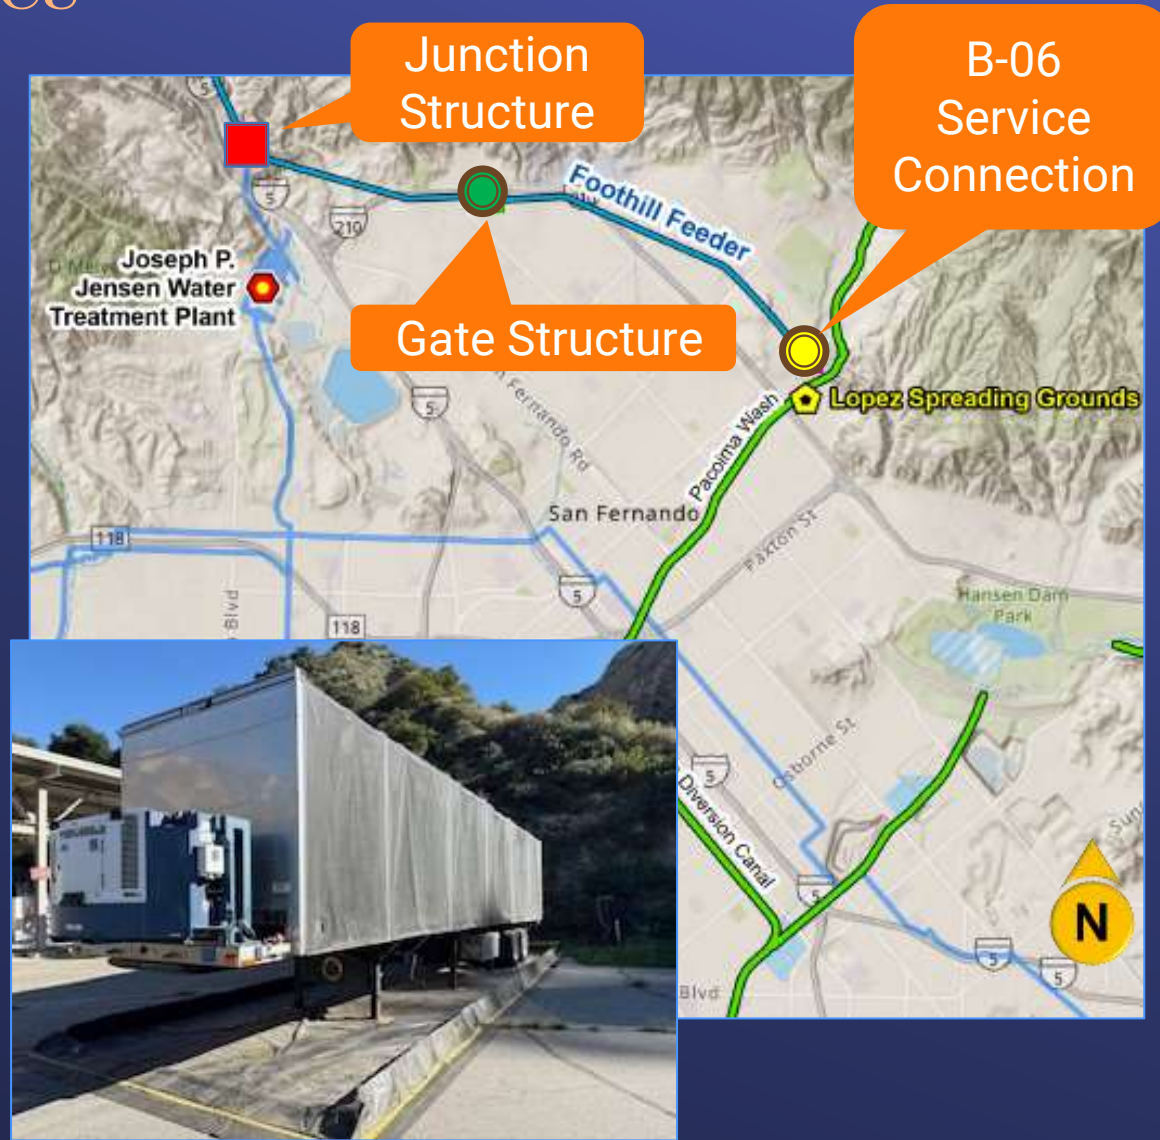 Junction
Structure
B-06
Service
Connection
5
Foothill Feeder
5
210
Joseph P.
Jensen Water
Treatment Plant
Gate Structure
Fernando Rd
5
Lopez Spreading Grounds
Pacoima Wash
San Fernando
118
Paxton St
5
Hansen Dam
Park
Blvd
118
Osborne St
5
Diversion Canal
5
N
5
5
Blvd